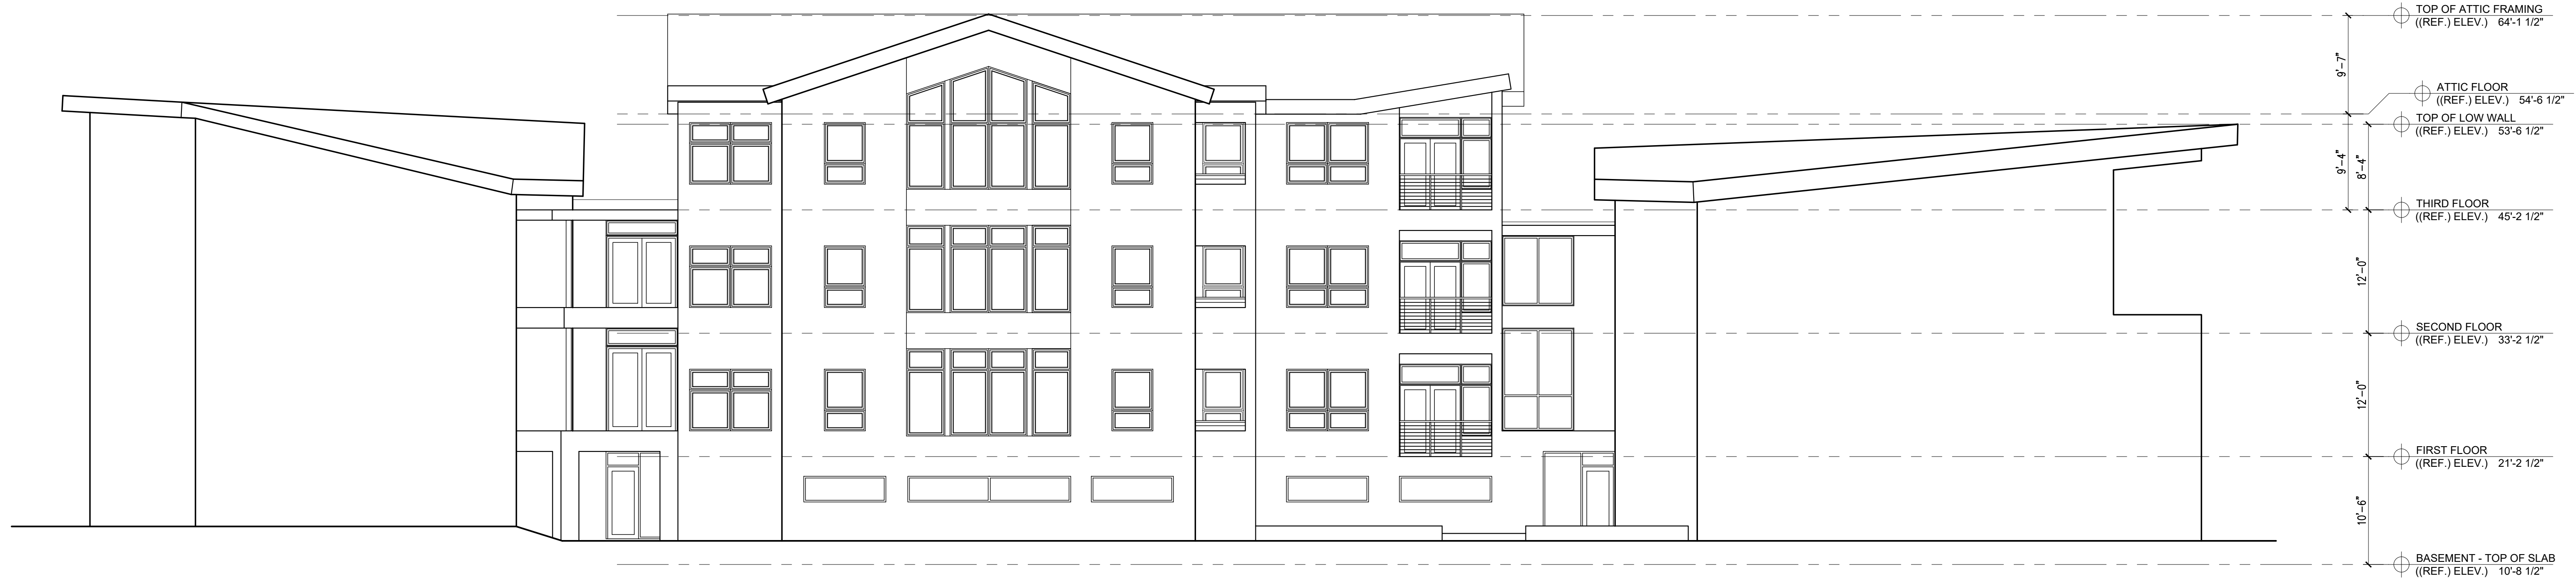 TOP OF ATTIC FRAMING
((REF.) ELEV.) 64'-1 1/2"
9'-7"
ATTIC FLOOR
((REF.) ELEV.) 54'-6 1/2"
TOP OF LOW WALL
((REF.) ELEV.) 53'-6 1/2"
9'-4"
8'-4"
THIRD FLOOR
((REF.) ELEV.) 45'-2 1/2"
12'-0"
SECOND FLOOR
((REF.) ELEV.) 33'-2 1/2"
12'-0"
FIRST FLOOR
((REF.) ELEV.) 21'-2 1/2"
10'-6"
BASEMENT - TOP OF SLAB
((REF.) ELEV.) 10'-8 1/2"